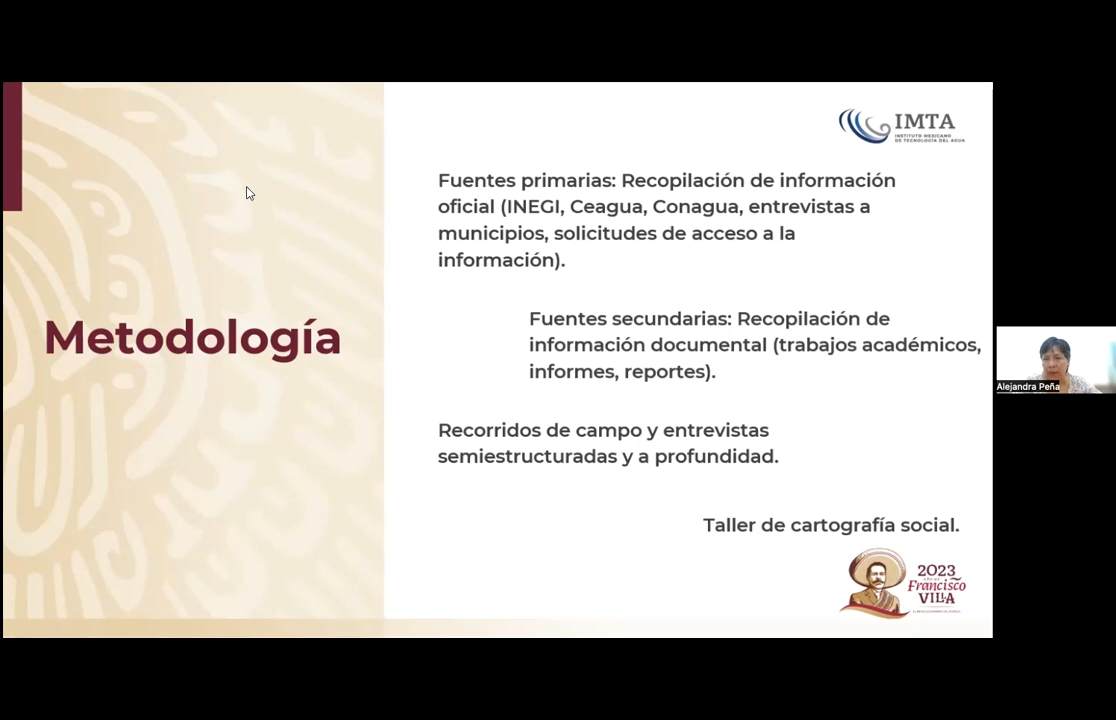 IMTA
INSTITUTO MEXICANO
DE TECNOLOGÍA DEL AGUA
Fuentes primarias: Recopilación de información
oficial (INEGI, Ceagua, Conagua, entrevistas a
municipios, solicitudes de acceso a la
información).
Metodología
Fuentes secundarias: Recopilación de
información documental (trabajos académicos,
informes, reportes).
Alejandra Peña
Recorridos de campo y entrevistas
semiestructuradas y a profundidad.
Taller de cartografía social.
2023
Francisco
VILLA